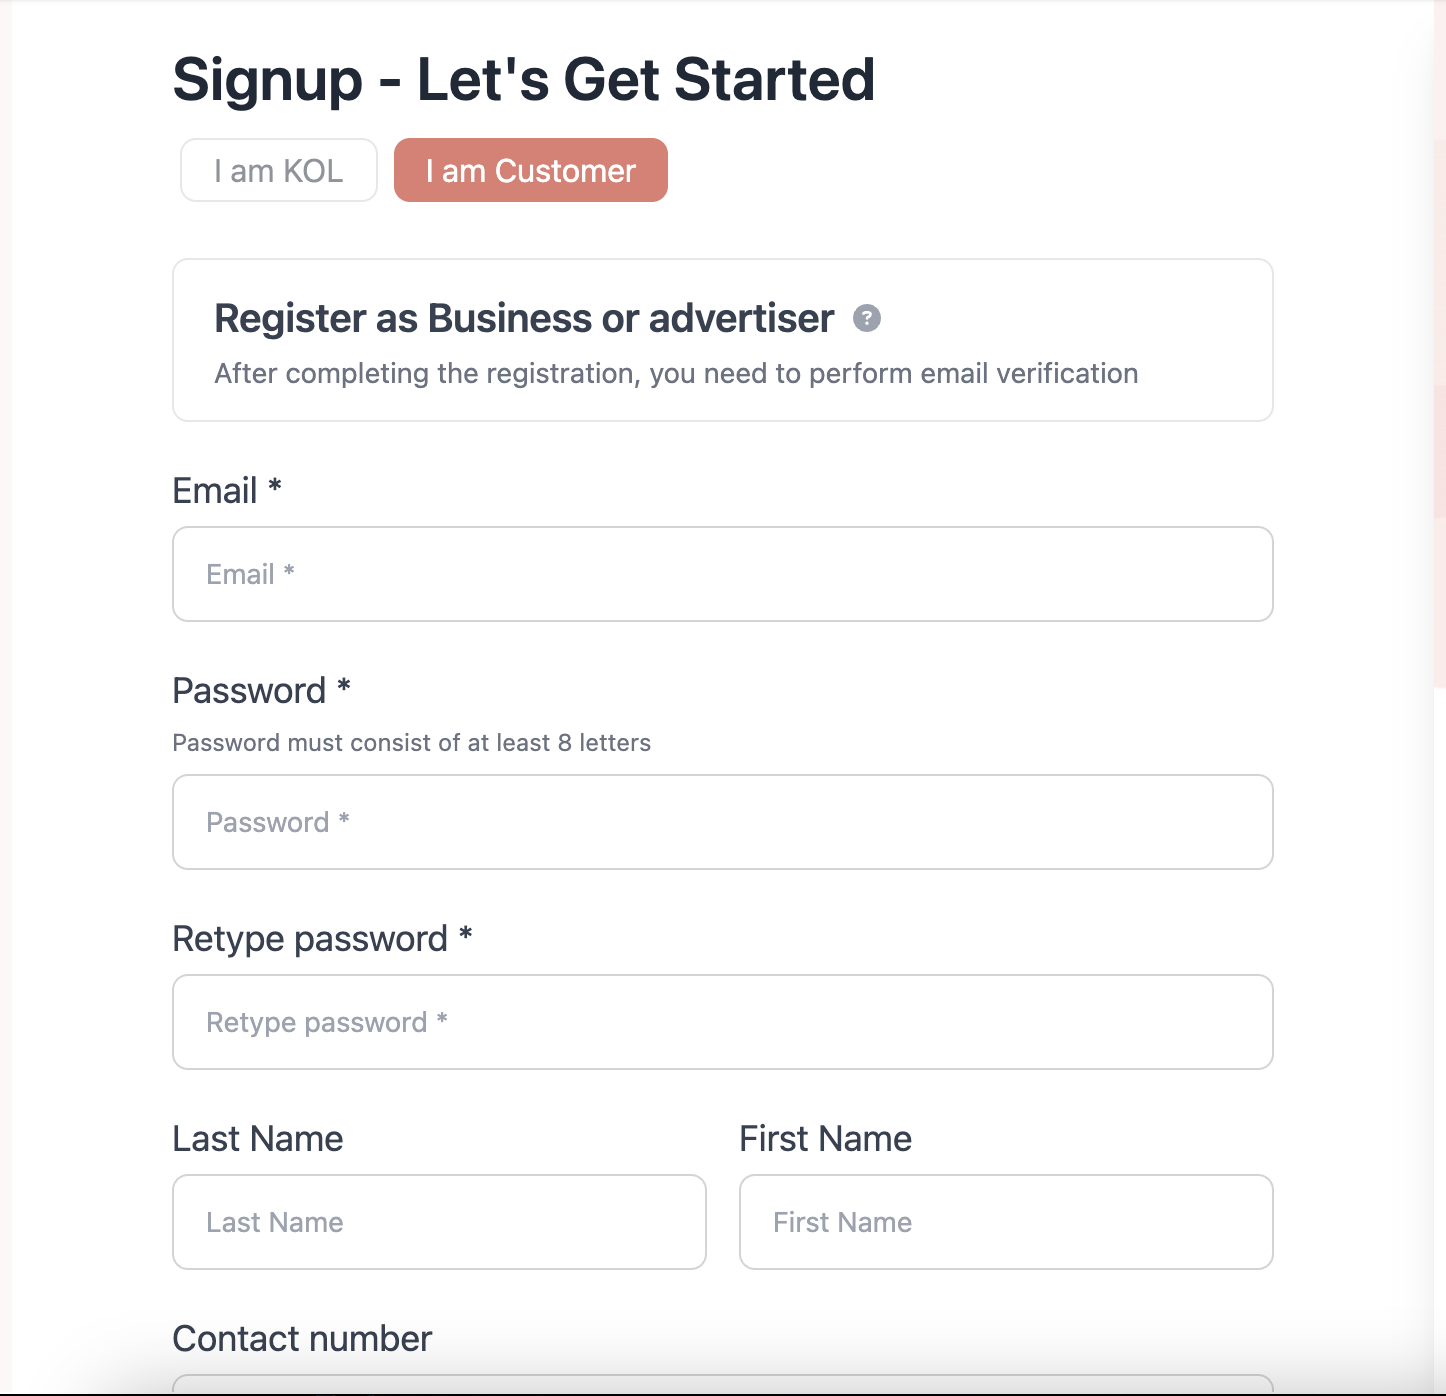 Signup - Let's Get Started
I am KOL
I am Customer
Register as Business or advertiser ?
After completing the registration, you need to perform email verification
Email *
Email *
Password *
Password must consist of at least 8 letters
Password *
Retype password *
Retype password *
Last Name
First Name
Last Name
First Name
Contact number